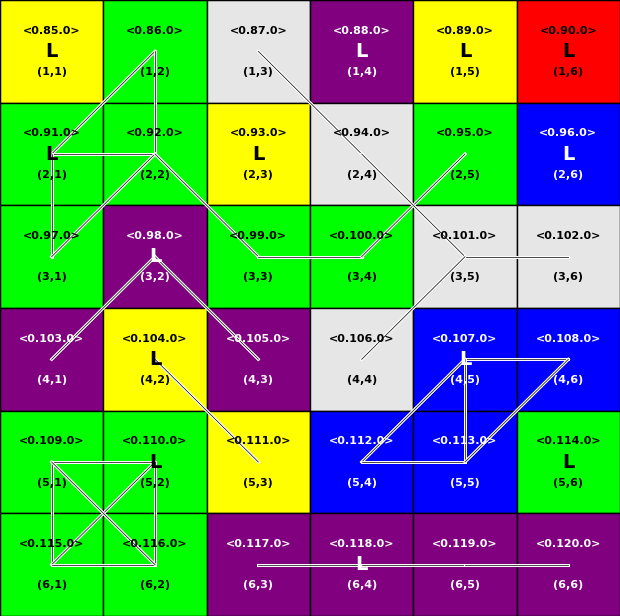 <0.85.0> <0.86.0> <0.87.0> <0.88.0> <0.89.0> <0.90.0>
L L L L
(1,1) (1,2) (1,3) (1,4) (1,5) (1,6)
<0.91.0> <0.92.0> <0.93.0> <0.94.0> <0.95.0> <0.96.0>
L L L
(2,1) (2,2) (2,3) (2,4) (2,5) (2,6)
<0.97.0> <0.98.0> <0.99.0> <0.100.0> <0.101.0> <0.102.0>
L
(3,1) (3,2) (3,3) (3,4) (3,5) (3,6)
<0.103.0> <0.104.0> <0.105.0> <0.106.0> <0.107.0> <0.108.0>
L L
(4,1) (4,2) (4,3) (4,4) (4,5) (4,6)
<0.109.0> <0.110.0> <0.111.0> <0.112.0> <0.113.0> <0.114.0>
L L
(5,1) (5,2) (5,3) (5,4) (5,5) (5,6)
<0.115.0> <0.116.0> <0.117.0> <0.118.0> <0.119.0> <0.120.0>
L
(6,1) (6,2) (6,3) (6,4) (6,5) (6,6)